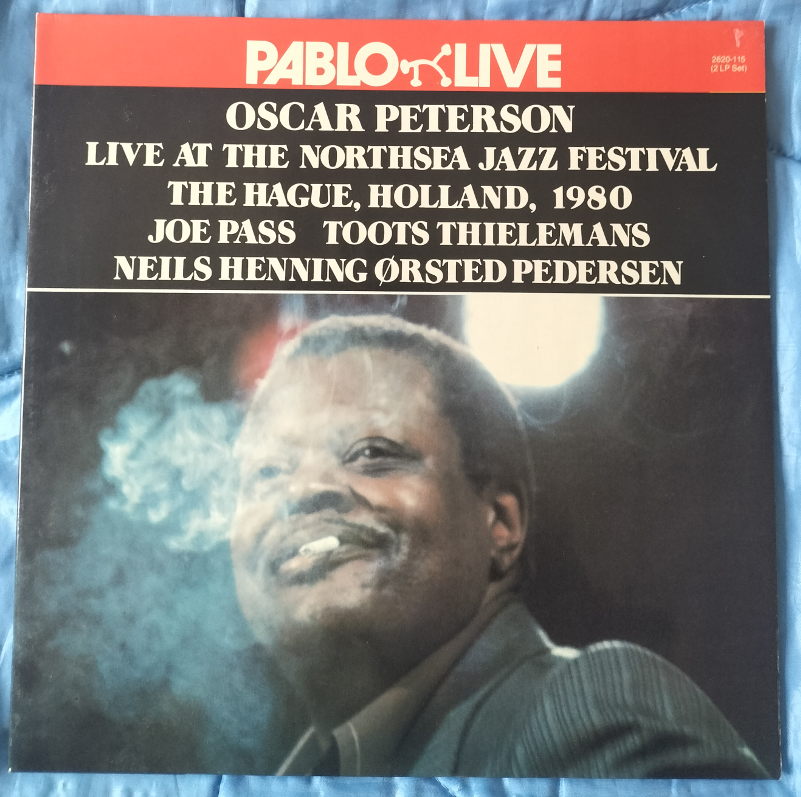 PABLO LIVE
2620-115
(2 LP Set)
OSCAR PETERSON
LIVE AT THE NORTHSEA JAZZ FESTIVAL
THE HAGUE, HOLLAND, 1980
JOE PASS TOOTS THIELEMANS
NEILS HENNING ØRSTED PEDERSEN